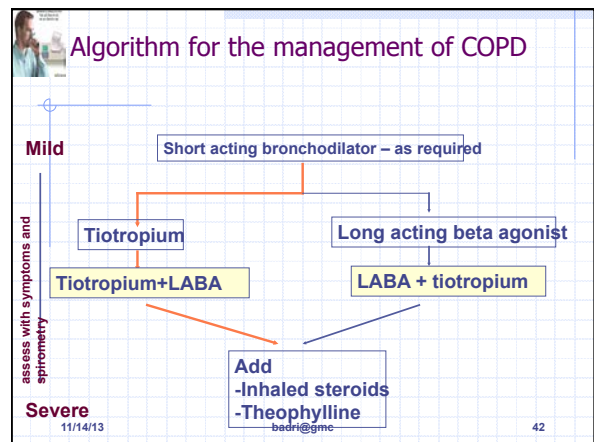 Algorithm for the management of COPD
Mild
Short acting bronchodilator – as required
Tiotropium
Long acting beta agonist
Tiotropium+LABA
LABA + tiotropium
assess with symptoms and
spirometry
Add
-Inhaled steroids
-Theophylline
Severe
11/14/13
badri@gmc
42